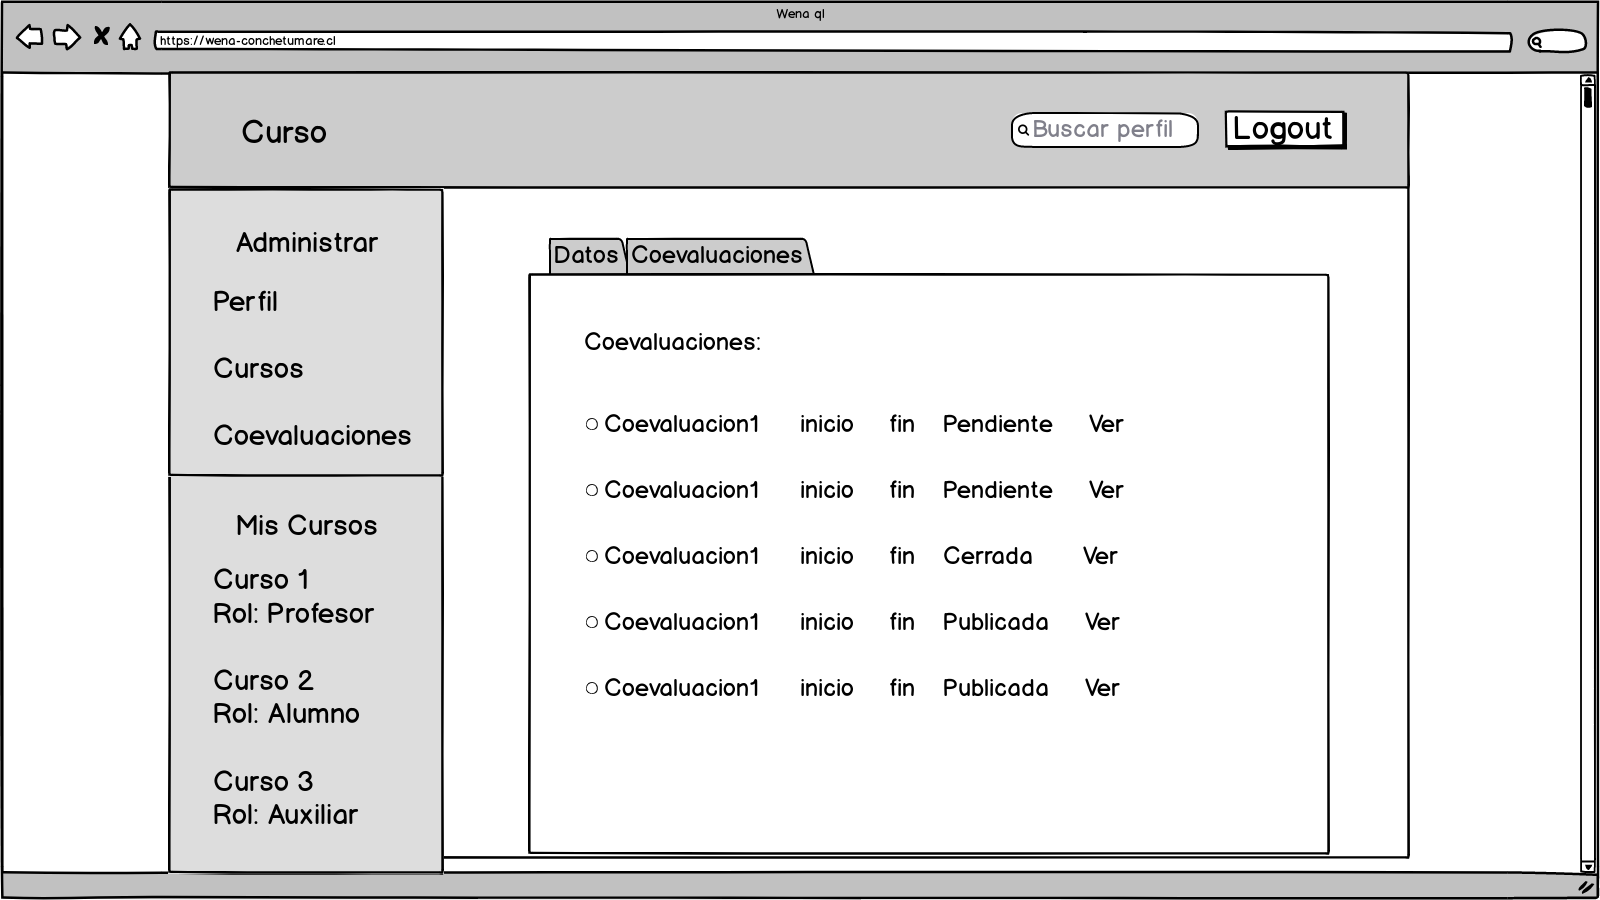 Wena ql
https://wena-conchetumare.cl
Curso
Buscar perfil
Logout
Administrar
Perfil
Cursos
Coevaluaciones
Mis Cursos
Curso 1
Rol: Profesor
Curso 2
Rol: Alumno
Curso 3
Rol: Auxiliar
Datos
Coevaluaciones
Coevaluaciones:
Coevaluacion1 inicio fin Pendiente Ver
Coevaluacion1 inicio fin Pendiente Ver
Coevaluacion1 inicio fin Cerrada Ver
Coevaluacion1 inicio fin Publicada Ver
Coevaluacion1 inicio fin Publicada Ver